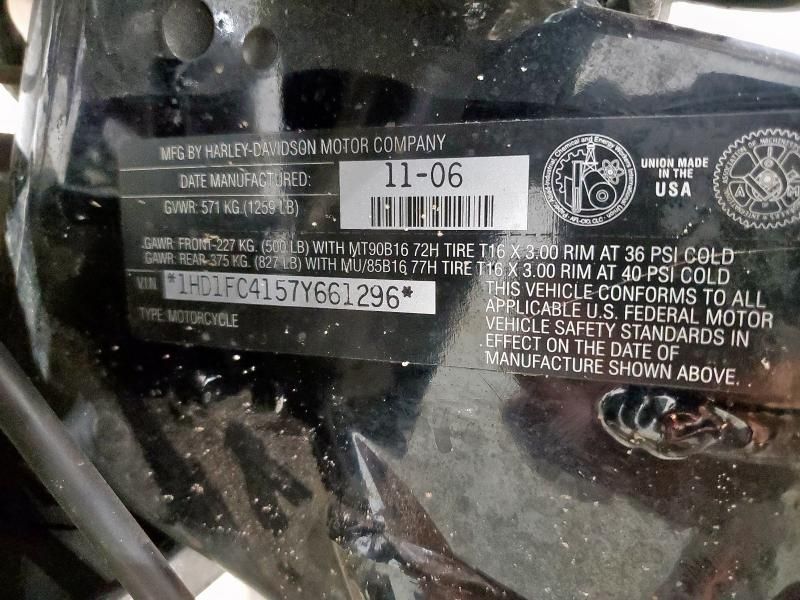 MFG BY HARLEY-DAVIDSON MOTOR COMPANY
DATE MANUFACTURED: 11-06
GVWR: 571 KG. (1259 LB)
UNION MADE
IN THE
USA
GAWR: FRONT-227 KG. (500 LB) WITH MT90B16 72H TIRE T16 X 3.00 RIM AT 36 PSI COLD
GAWR: REAR-375 KG. (827 LB) WITH MU/85B16 77H TIRE T16 X 3.00 RIM AT 40 PSI COLD
VIN *1HD1FC4157Y661296*
TYPE: MOTORCYCLE
THIS VEHICLE CONFORMS TO ALL
APPLICABLE U.S. FEDERAL MOTOR
VEHICLE SAFETY STANDARDS IN
EFFECT ON THE DATE OF
MANUFACTURE SHOWN ABOVE.